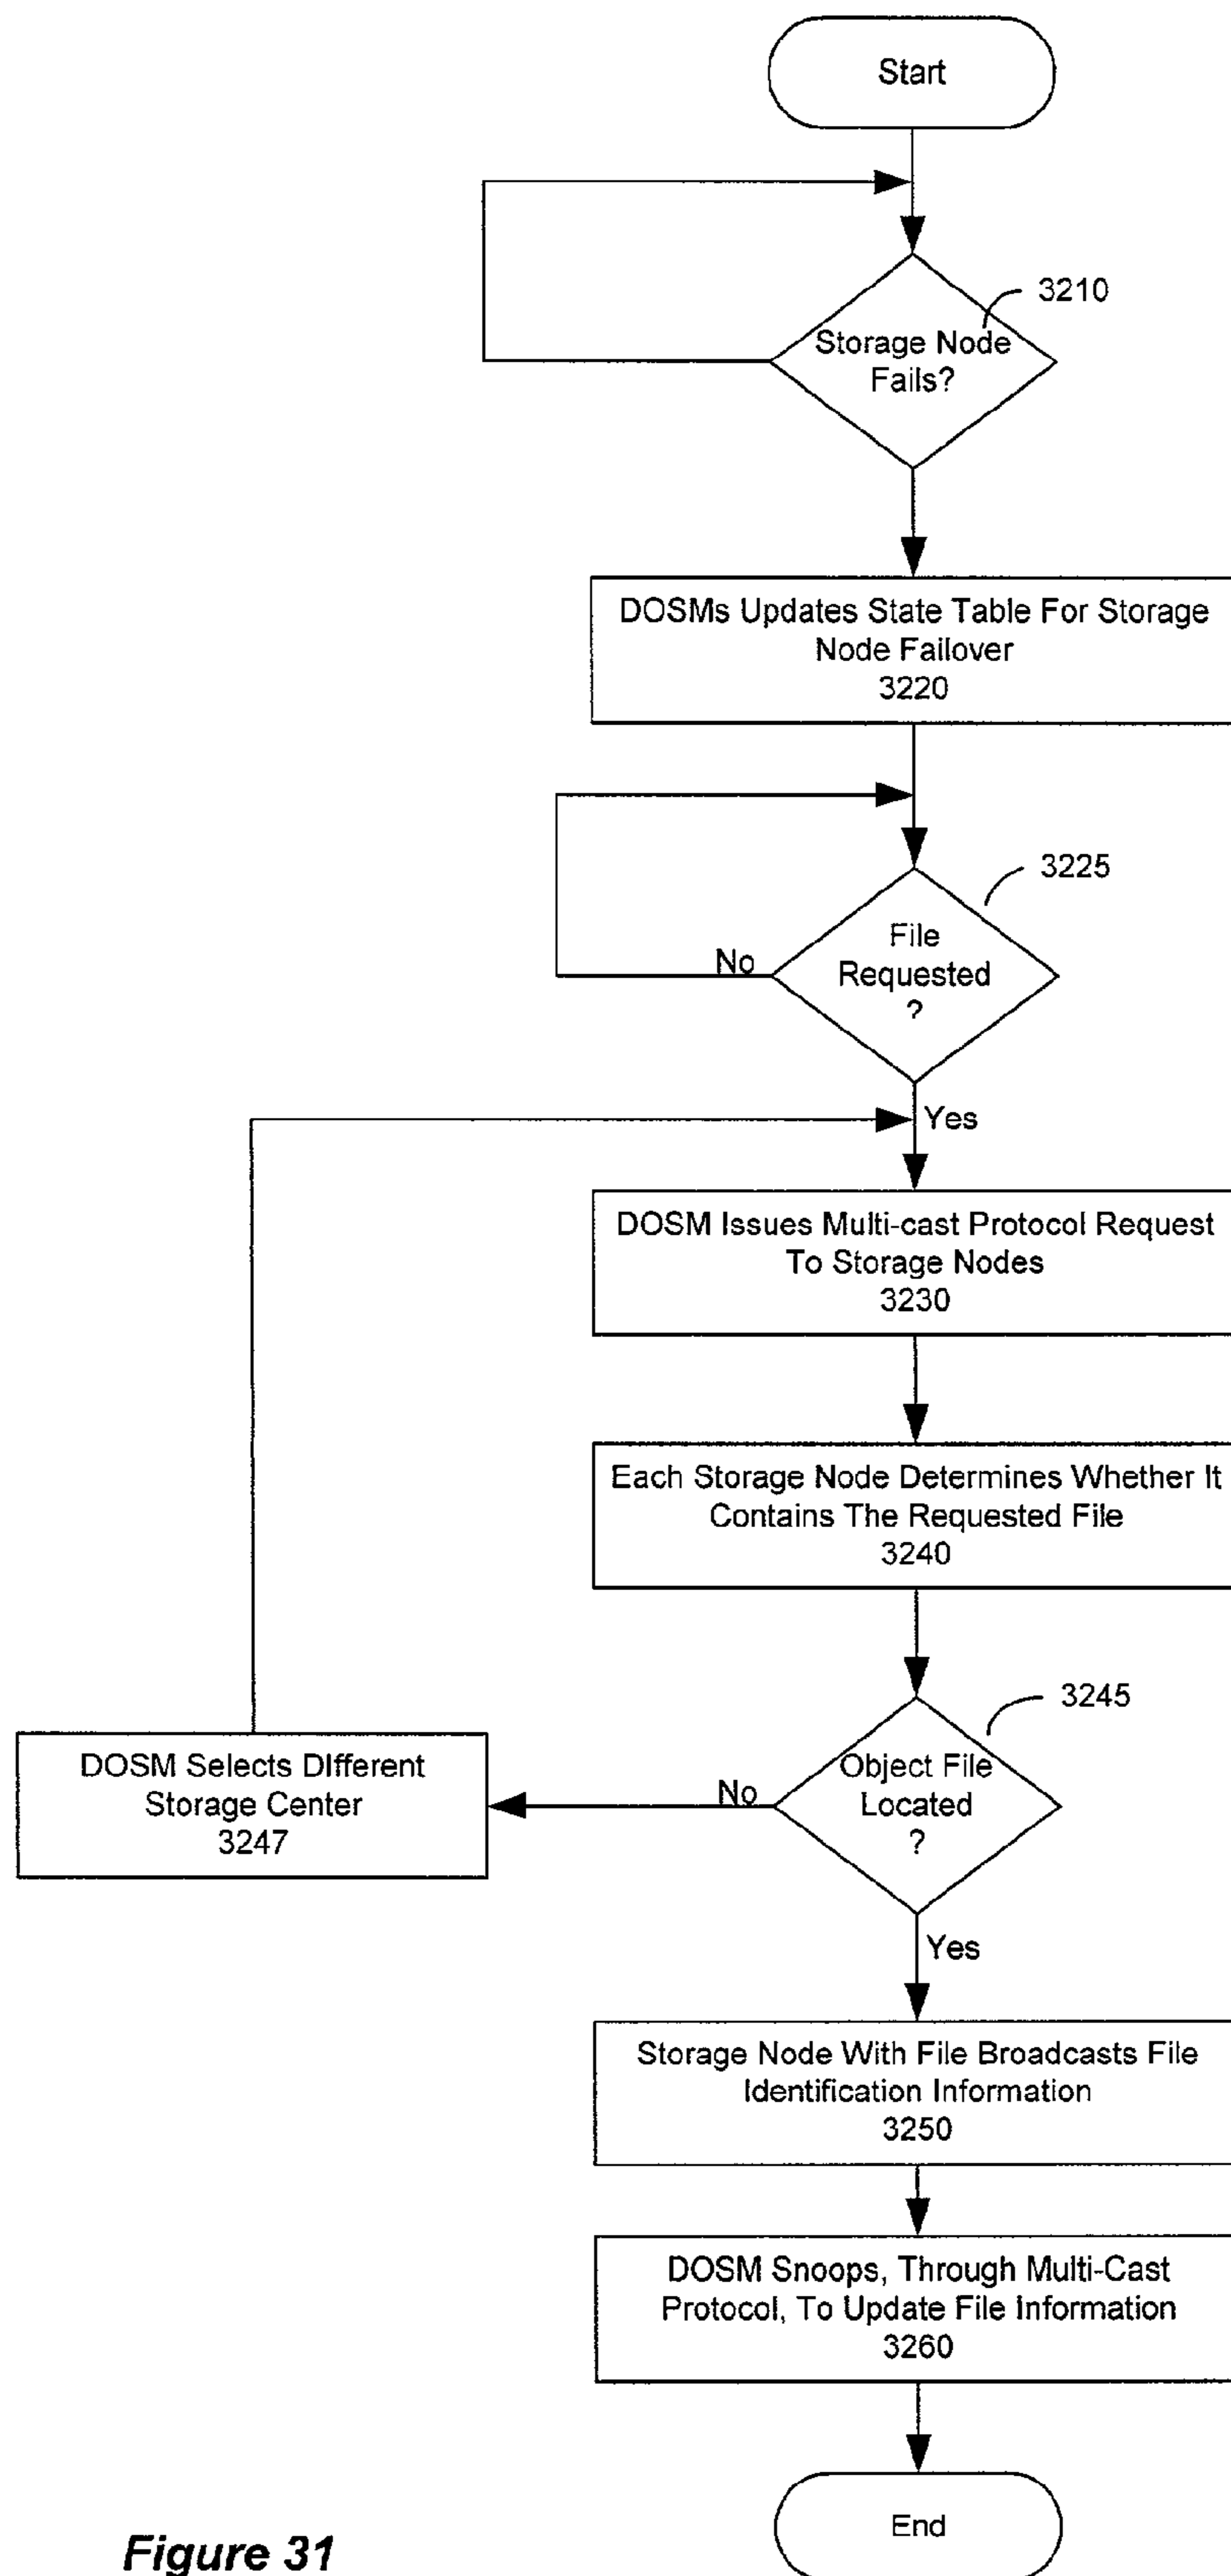 Start
3210
Storage Node
Fails?
DOSMs Updates State Table For Storage
Node Failover
3220
3225
File
Requested
?
No
Yes
DOSM Issues Multi-cast Protocol Request
To Storage Nodes
3230
Each Storage Node Determines Whether It
Contains The Requested File
3240
3245
Object File
Located
?
No
DOSM Selects DIfferent
Storage Center
3247
Yes
Storage Node With File Broadcasts File
Identification Information
3250
DOSM Snoops, Through Multi-Cast
Protocol, To Update File Information
3260
End
Figure 31